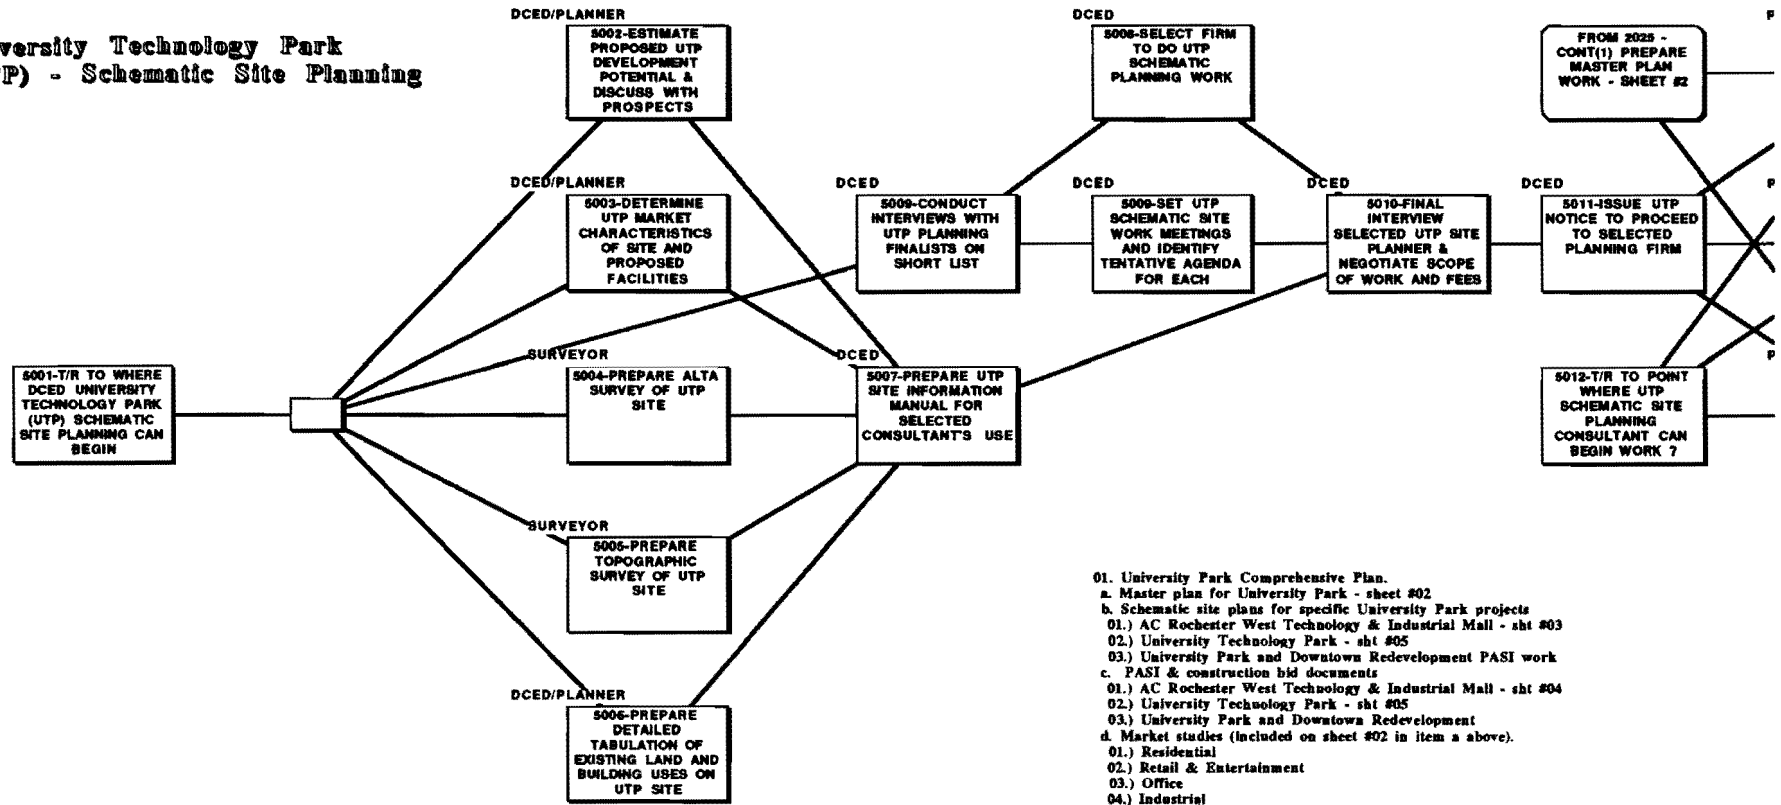 versity Technology Park
P) - Schematic Site Planning
DCED/PLANNER
5002-ESTIMATE
PROPOSED UTP
DEVELOPMENT
POTENTIAL &
DISCUSS WITH
PROSPECTS
DCED
5008-SELECT FIRM
TO DO UTP
SCHEMATIC
PLANNING WORK
FROM 2025 -
CONT(1) PREPARE
MASTER PLAN
WORK - SHEET #2
P
DCED/PLANNER
5003-DETERMINE
UTP MARKET
CHARACTERISTICS
OF SITE AND
PROPOSED
FACILITIES
DCED
5009-CONDUCT
INTERVIEWS WITH
UTP PLANNING
FINALISTS ON
SHORT LIST
DCED
5009-SET UTP
SCHEMATIC SITE
WORK MEETINGS
AND IDENTIFY
TENTATIVE AGENDA
FOR EACH
DCED
5010-FINAL
INTERVIEW
SELECTED UTP SITE
PLANNER &
NEGOTIATE SCOPE
OF WORK AND FEES
DCED
5011-ISSUE UTP
NOTICE TO PROCEED
TO SELECTED
PLANNING FIRM
P
5001-T/R TO WHERE
DCED UNIVERSITY
TECHNOLOGY PARK
(UTP) SCHEMATIC
SITE PLANNING CAN
BEGIN
SURVEYOR
5004-PREPARE ALTA
SURVEY OF UTP
SITE
DCED
5007-PREPARE UTP
SITE INFORMATION
MANUAL FOR
SELECTED
CONSULTANT'S USE
5012-T/R TO POINT
WHERE UTP
SCHEMATIC SITE
PLANNING
CONSULTANT CAN
BEGIN WORK ?
P
SURVEYOR
5005-PREPARE
TOPOGRAPHIC
SURVEY OF UTP
SITE
DCED/PLANNER
5006-PREPARE
DETAILED
TABULATION OF
EXISTING LAND AND
BUILDING USES ON
UTP SITE
01. University Park Comprehensive Plan.
a. Master plan for University Park - sheet #02
b. Schematic site plans for specific University Park projects
01.) AC Rochester West Technology & Industrial Mall - sht #03
02.) University Technology Park - sht #05
03.) University Park and Downtown Redevelopment PASI work
c. PASI & construction bid documents
01.) AC Rochester West Technology & Industrial Mall - sht #04
02.) University Technology Park - sht #05
03.) University Park and Downtown Redevelopment
d. Market studies (included on sheet #02 in item a above).
01.) Residential
02.) Retail & Entertainment
03.) Office
04.) Industrial